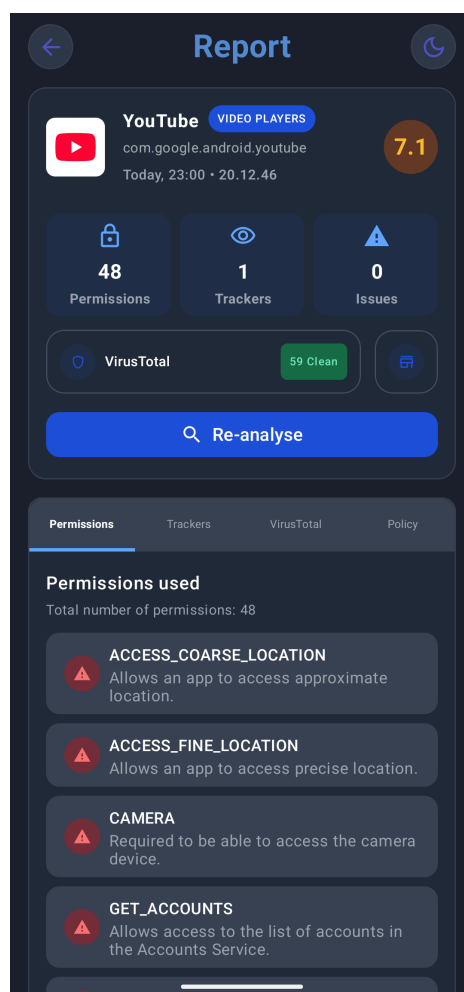 Report
YouTube VIDEO PLAYERS
com.google.android.youtube
Today, 23:00 • 20.12.46
7.1
48
Permissions
1
Trackers
0
Issues
VirusTotal
59 Clean
Re-analyse
Permissions Trackers VirusTotal Policy
Permissions used
Total number of permissions: 48
ACCESS_COARSE_LOCATION
Allows an app to access approximate
location.
ACCESS_FINE_LOCATION
Allows an app to access precise location.
CAMERA
Required to be able to access the camera
device.
GET_ACCOUNTS
Allows access to the list of accounts in
the Accounts Service.